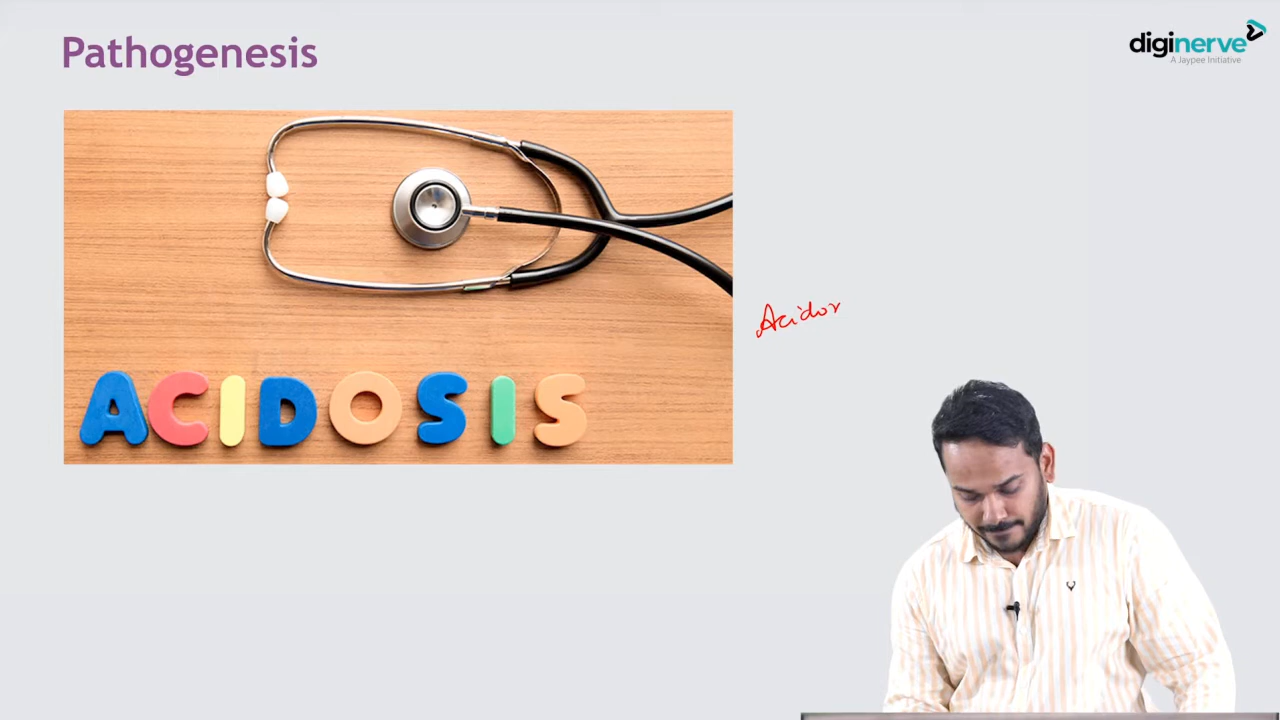 Pathogenesis
diginerve
A Jaypee Initiative
Acidos
ACIDOSIS